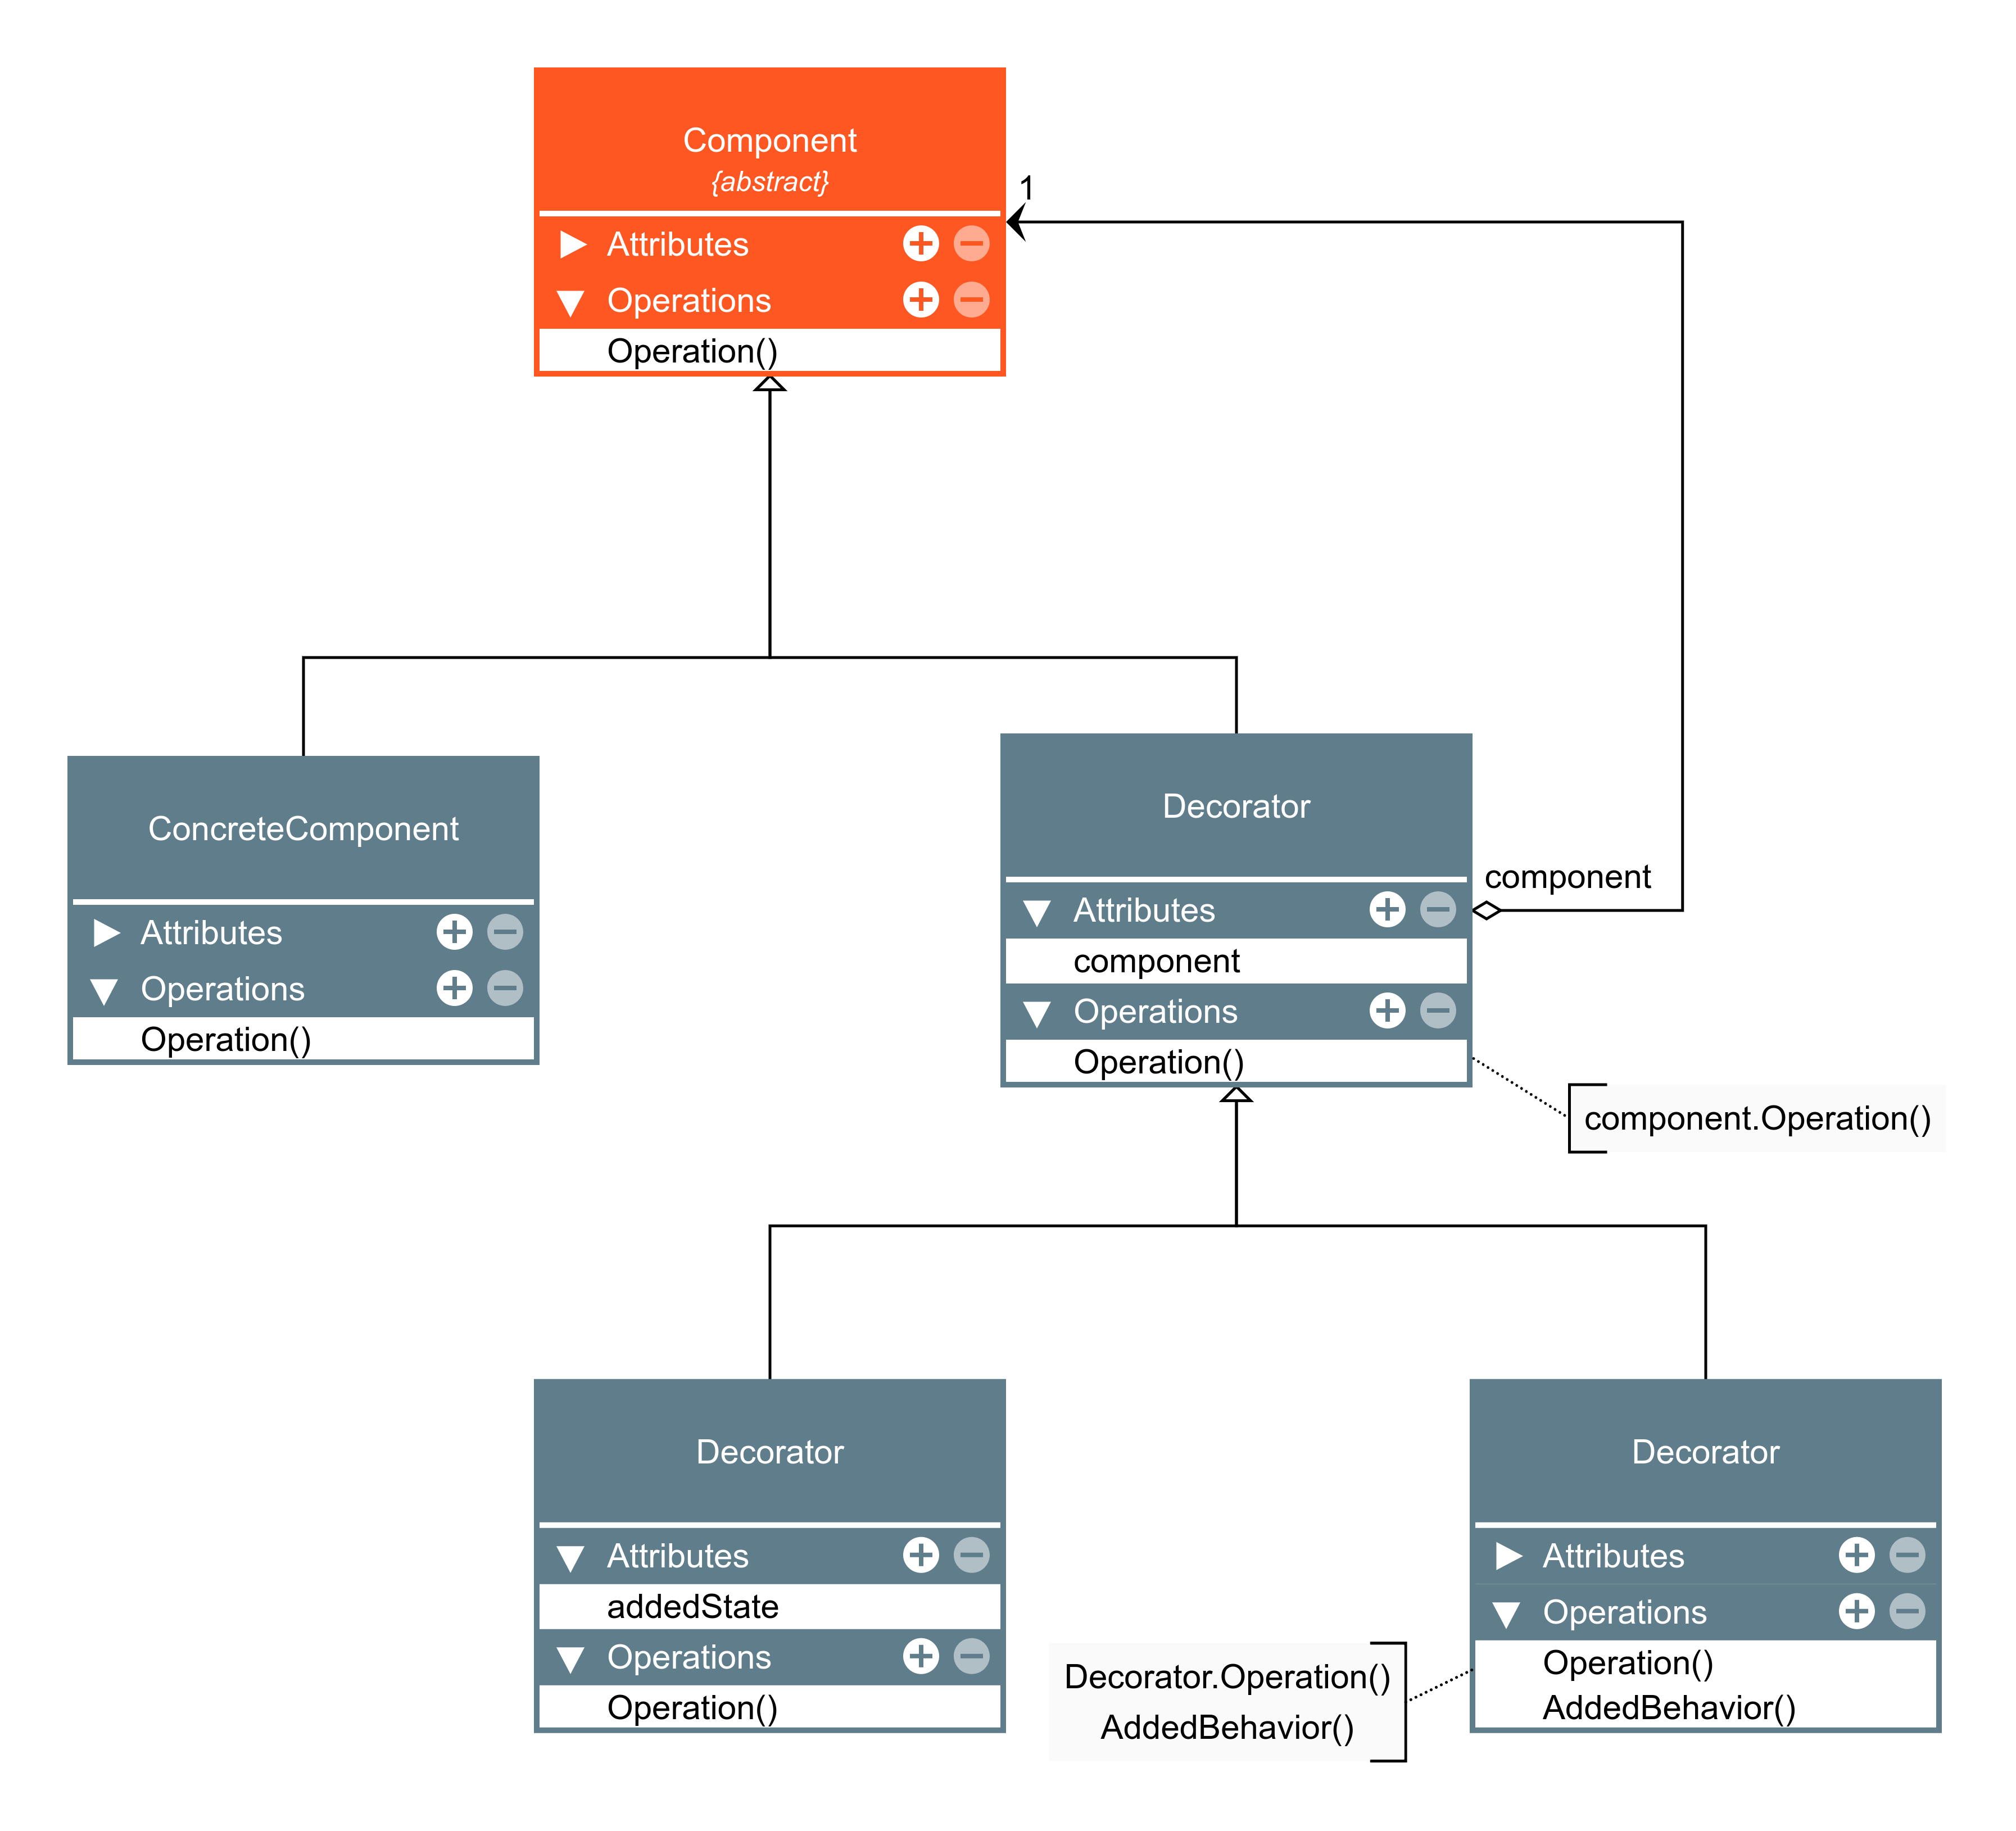 Component
{abstract}
1
Attributes
Operations
Operation()
ConcreteComponent
Attributes
Operations
Operation()
Decorator
Attributes
component
Operations
Operation()
component
component.Operation()
Decorator
Attributes
addedState
Operations
Operation()
Decorator.Operation()
AddedBehavior()
Decorator
Attributes
Operations
Operation()
AddedBehavior()